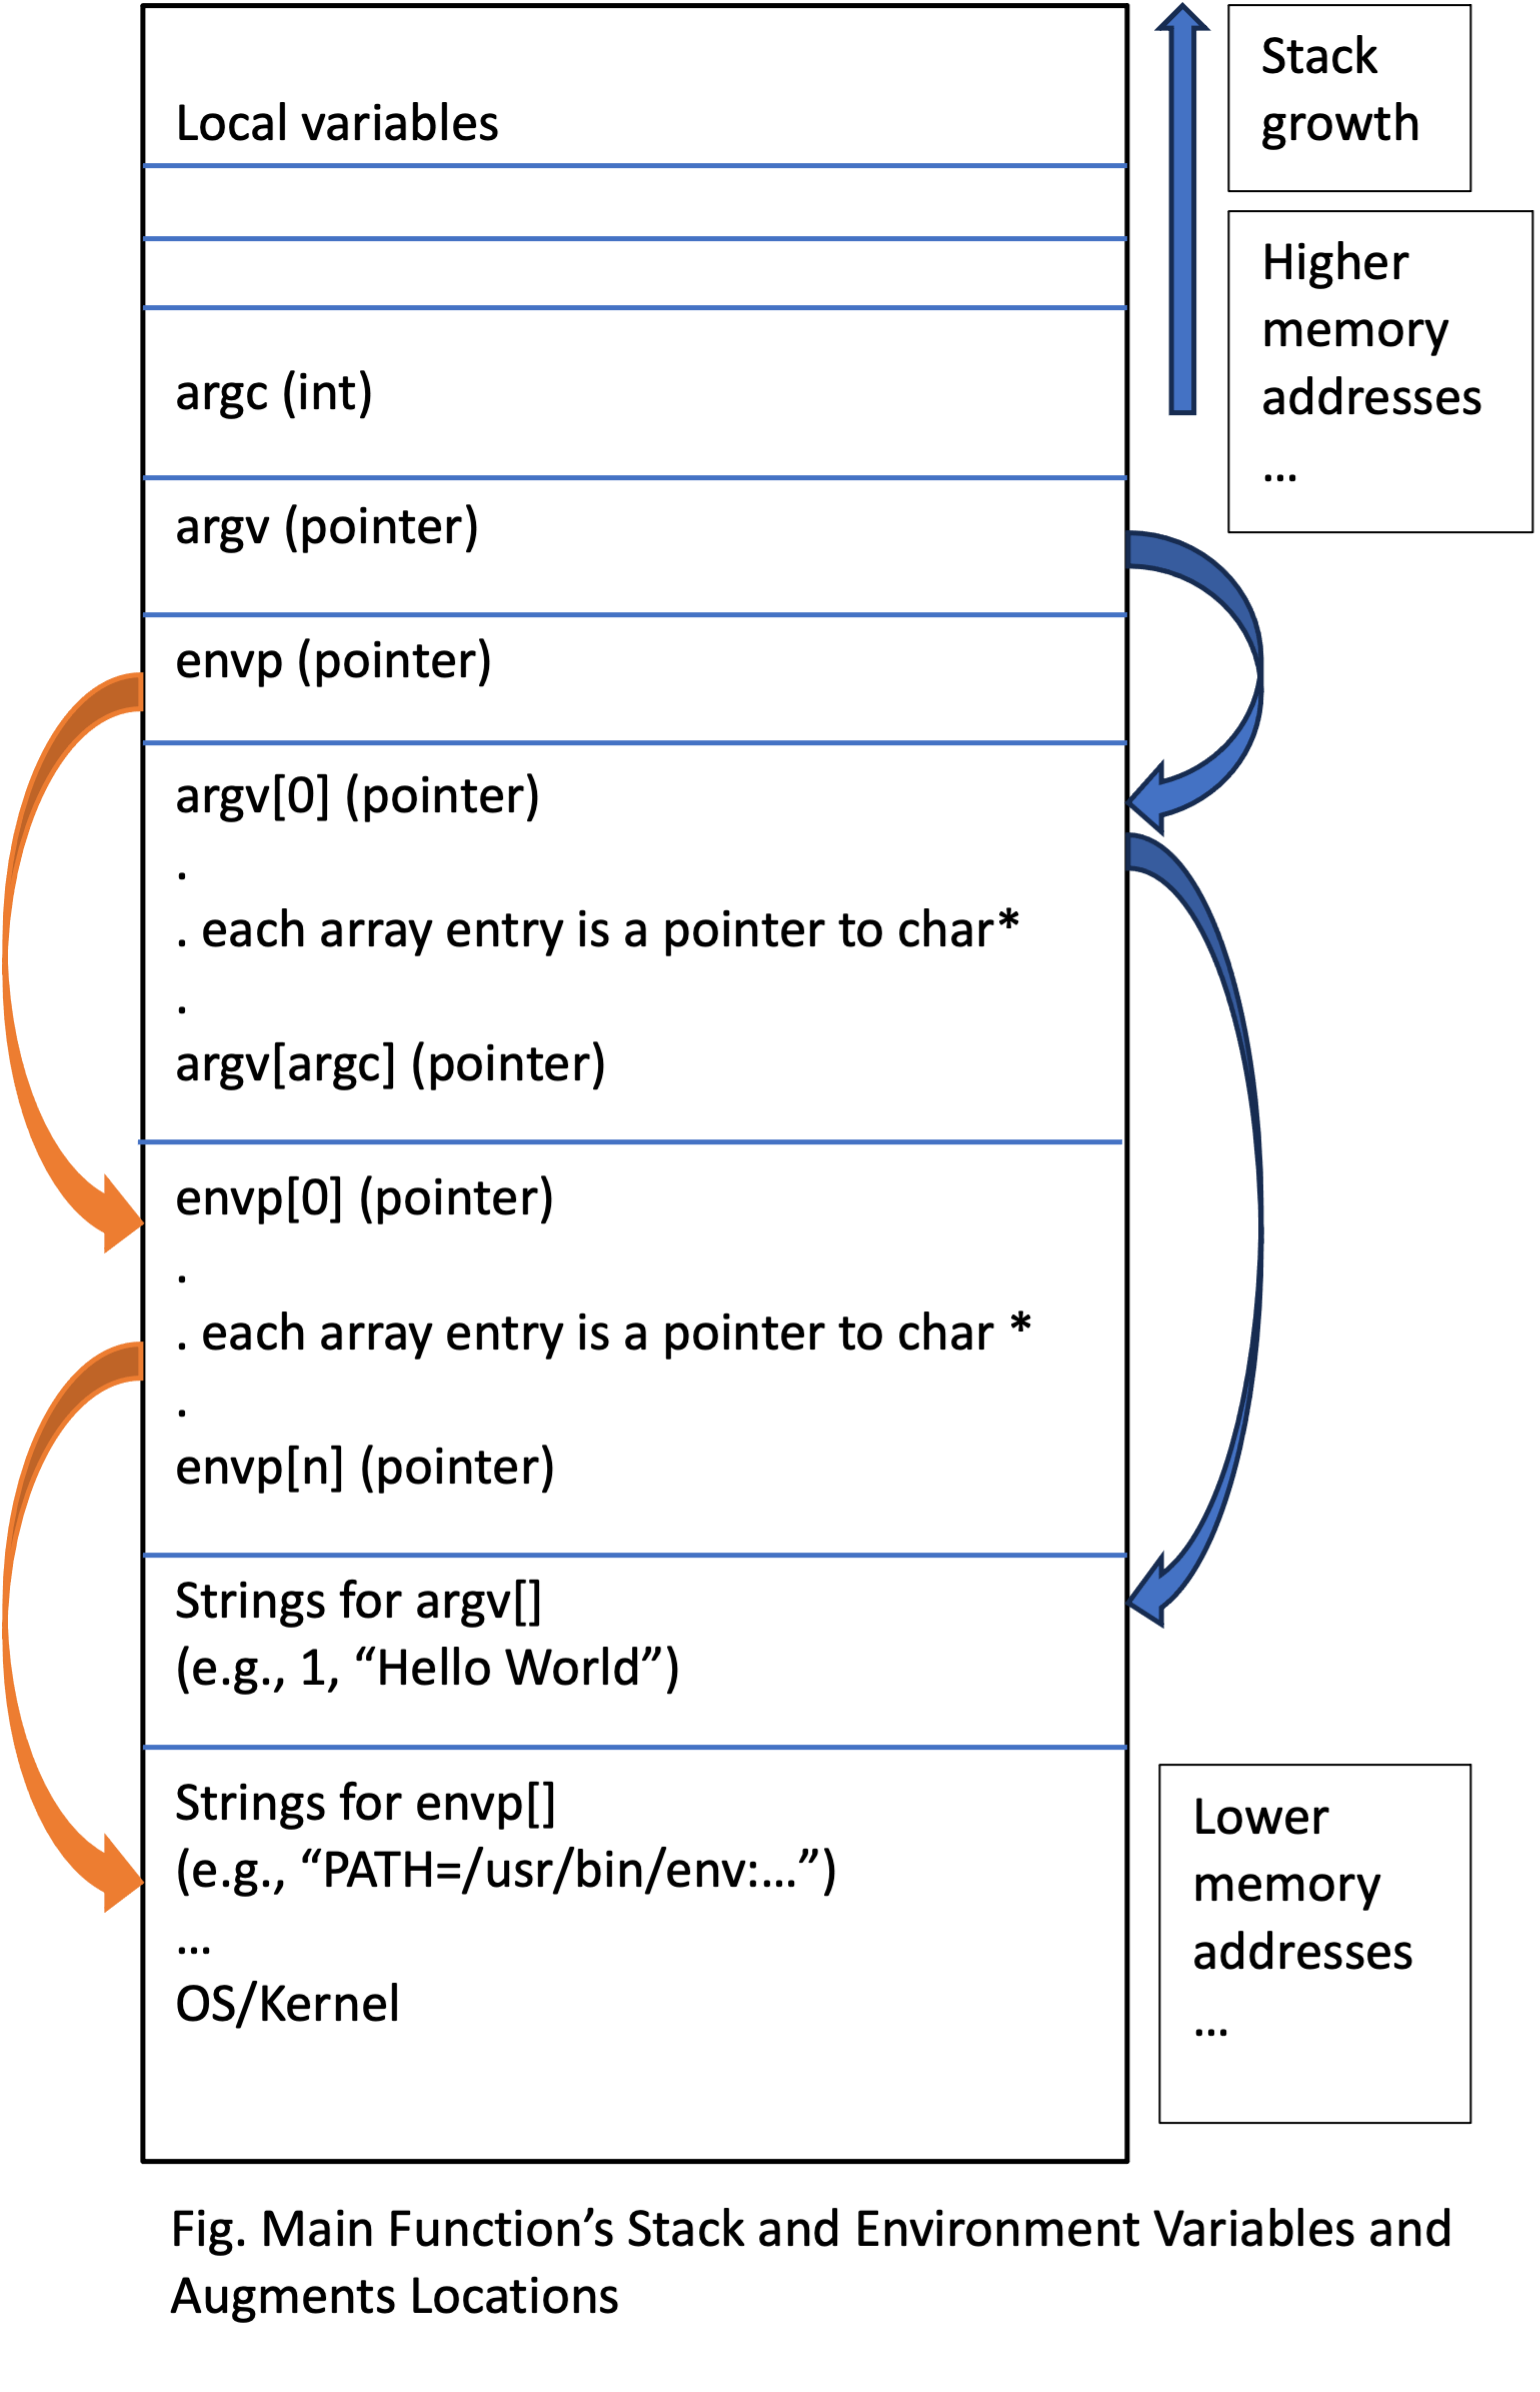 Local variables
Stack
growth
Higher
memory
addresses
...
argc (int)
argv (pointer)
envp (pointer)
argv[0] (pointer)
.
. each array entry is a pointer to char*
.
argv[argc] (pointer)
envp[0] (pointer)
.
. each array entry is a pointer to char *
.
envp[n] (pointer)
Strings for argv[]
(e.g., 1, “Hello World”)
Strings for envp[]
(e.g., “PATH=/usr/bin/env:...”)
...
OS/Kernel
Lower
memory
addresses
...
Fig. Main Function’s Stack and Environment Variables and
Augments Locations